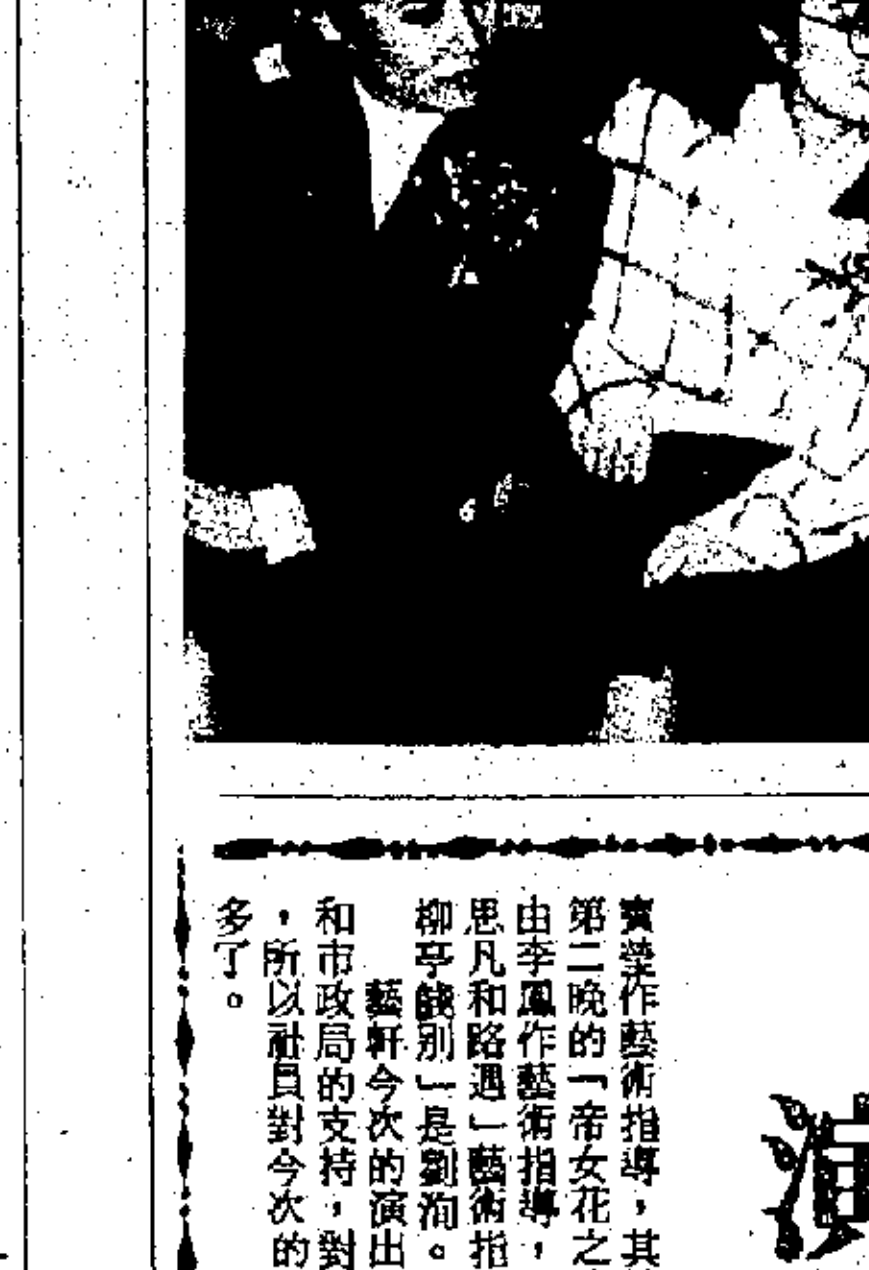 演
寶瑩作藝術指導，其
第二晚的「帝女花之
由李鳳作藝術指導，
思凡和路遇」藝術指
柳亭餞別」是劉洵。
藝軒今次的演出
和市政局的支持，對
，所以社員對今次的
多了。